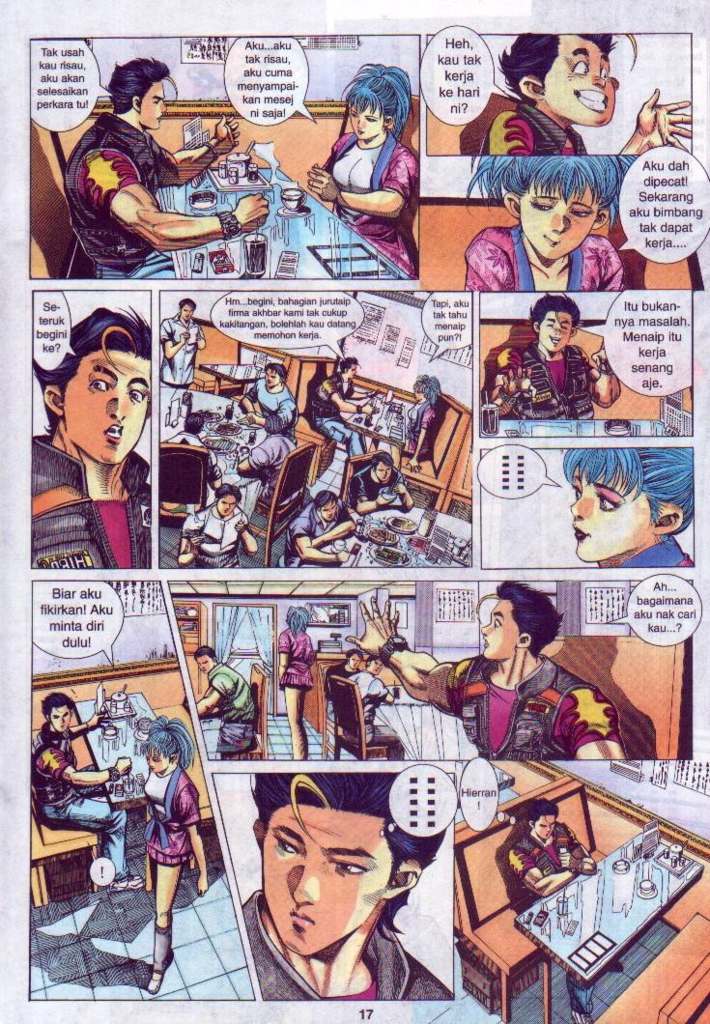 Tak usah
kau risau,
aku akan
selesaikan
perkara tu!
Aku...aku
tak risau,
aku cuma
menyampai-
kan mesej
ni saja!
Heh,
kau tak
kerja
ke hari
ni?
Aku dah
dipecat!
Sekarang
aku bimbang
tak dapat
kerja....
Se-
teruk
begini
ke?
Hm...begini, bahagian jurutaip
firma akhbar kami tak cukup
kakitangan, bolehlah kau datang
memohon kerja.
Tapi, aku
tak tahu
menaip
pun?!
Itu bukan-
nya masalah.
Menaip itu
kerja
senang
aje.
Biar aku
fikirkan! Aku
minta diri
dulu!
!
Ah...
bagaimana
aku nak cari
kau...?
Hierran
17